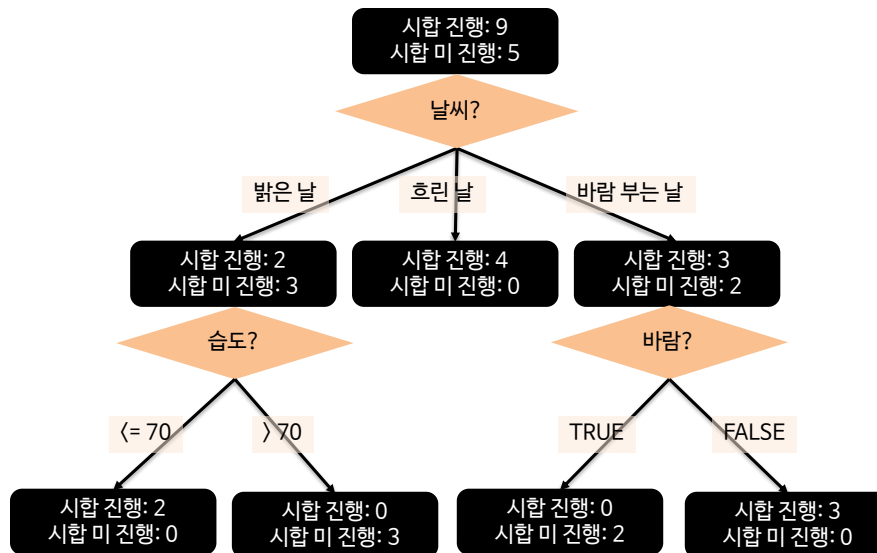 시합 진행: 9
시합 미 진행: 5
날씨?
밝은 날
흐린 날
바람 부는 날
시합 진행: 2
시합 미 진행: 3
시합 진행: 4
시합 미 진행: 0
시합 진행: 3
시합 미 진행: 2
습도?
바람?
<= 70
> 70
TRUE
FALSE
시합 진행: 2
시합 미 진행: 0
시합 진행: 0
시합 미 진행: 3
시합 진행: 0
시합 미 진행: 2
시합 진행: 3
시합 미 진행: 0